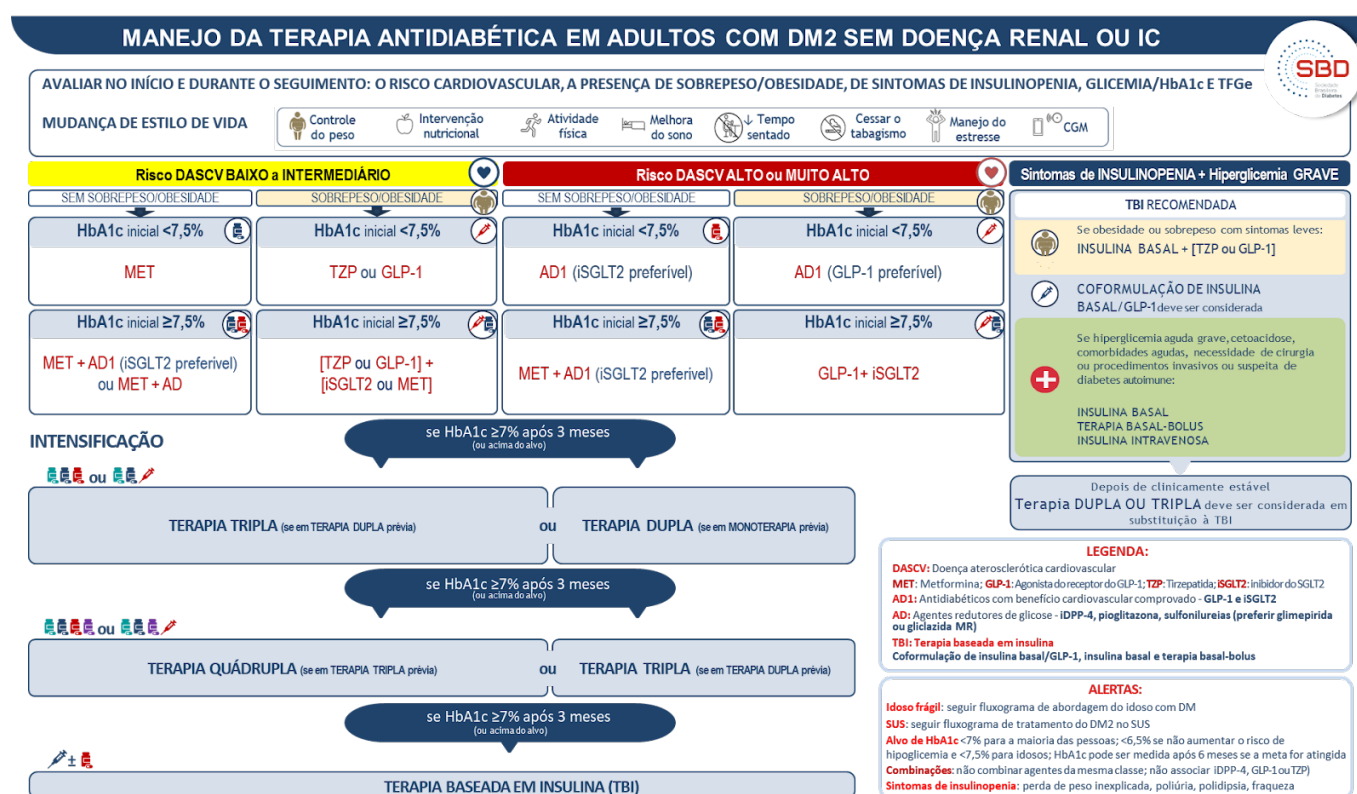 MANEJO DA TERAPIA ANTIDIABÉTICA EM ADULTOS COM DM2 SEM DOENÇA RENAL OU IC
SBD
Sociedade
Brasileira
de Diabetes
AVALIAR NO INÍCIO E DURANTE O SEGUIMENTO: O RISCO CARDIOVASCULAR, A PRESENÇA DE SOBREPESO/OBESIDADE, DE SINTOMAS DE INSULINOPENIA, GLICEMIA/HbA1c E TFGe
MUDANÇA DE ESTILO DE VIDA
Controle
do peso
Intervenção
nutricional
Atividade
física
Melhora
do sono
↓ Tempo
sentado
Cessar o
tabagismo
Manejo do
estresse
CGM
Risco DASCV BAIXO a INTERMEDIÁRIO
SEM SOBREPESO/OBESIDADE
SOBREPESO/OBESIDADE
HbA1c inicial <7,5%
MET
HbA1c inicial <7,5%
TZP ou GLP-1
HbA1c inicial ≥7,5%
MET + AD1 (iSGLT2 preferivel)
ou MET + AD
HbA1c inicial ≥7,5%
[TZP ou GLP-1] +
[iSGLT2 ou MET]
Risco DASCV ALTO ou MUITO ALTO
SEM SOBREPESO/OBESIDADE
SOBREPESO/OBESIDADE
HbA1c inicial <7,5%
AD1 (iSGLT2 preferível)
HbA1c inicial <7,5%
AD1 (GLP-1 preferível)
HbA1c inicial ≥7,5%
MET + AD1 (iSGLT2 preferível)
HbA1c inicial ≥7,5%
GLP-1+ iSGLT2
Sintomas de INSULINOPENIA + Hiperglicemia GRAVE
TBI RECOMENDADA
Se obesidade ou sobrepeso com sintomas leves:
INSULINA BASAL + [TZP ou GLP-1]
COFORMULAÇÃO DE INSULINA
BASAL/GLP-1 deve ser considerada
Se hiperglicemia aguda grave, cetoacidose,
comorbidades agudas, necessidade de cirurgia
ou procedimentos invasivos ou suspeita de
diabetes autoimune:
INSULINA BASAL
TERAPIA BASAL-BOLUS
INSULINA INTRAVENOSA
Depois de clinicamente estável
Terapia DUPLA OU TRIPLA deve ser considerada em
substituição à TBI
INTENSIFICAÇÃO
se HbA1c ≥7% após 3 meses
(ou acima do alvo)
ou
TERAPIA TRIPLA (se em TERAPIA DUPLA prévia)
ou
TERAPIA DUPLA (se em MONOTERAPIA prévia)
se HbA1c ≥7% após 3 meses
(ou acima do alvo)
ou
TERAPIA QUÁDRUPLA (se em TERAPIA TRIPLA prévia)
ou
TERAPIA TRIPLA (se em TERAPIA DUPLA prévia)
se HbA1c ≥7% após 3 meses
(ou acima do alvo)
±
TERAPIA BASEADA EM INSULINA (TBI)
LEGENDA:
DASCV: Doença aterosclerótica cardiovascular
MET: Metformina; GLP-1: Agonista do receptor do GLP-1; TZP: Tirzepatida; iSGLT2: inibidor do SGLT2
AD1: Antidiabéticos com benefício cardiovascular comprovado - GLP-1 e iSGLT2
AD: Agentes redutores de glicose - iDPP-4, pioglitazona, sulfonilureias (preferir glimepirida
ou gliclazida MR)
TBI: Terapia baseada em insulina
Coformulação de insulina basal/GLP-1, insulina basal e terapia basal-bolus
ALERTAS:
Idoso frágil: seguir fluxograma de abordagem do idoso com DM
SUS: seguir fluxograma de tratamento do DM2 no SUS
Alvo de HbA1c <7% para a maioria das pessoas; <6,5% se não aumentar o risco de
hipoglicemia e <7,5% para idosos; HbA1c pode ser medida após 6 meses se a meta for atingida
Combinações: não combinar agentes da mesma classe; não associar iDPP-4, GLP-1 ou TZP)
Sintomas de insulinopenia: perda de peso inexplicada, poliúria, polidipsia, fraqueza